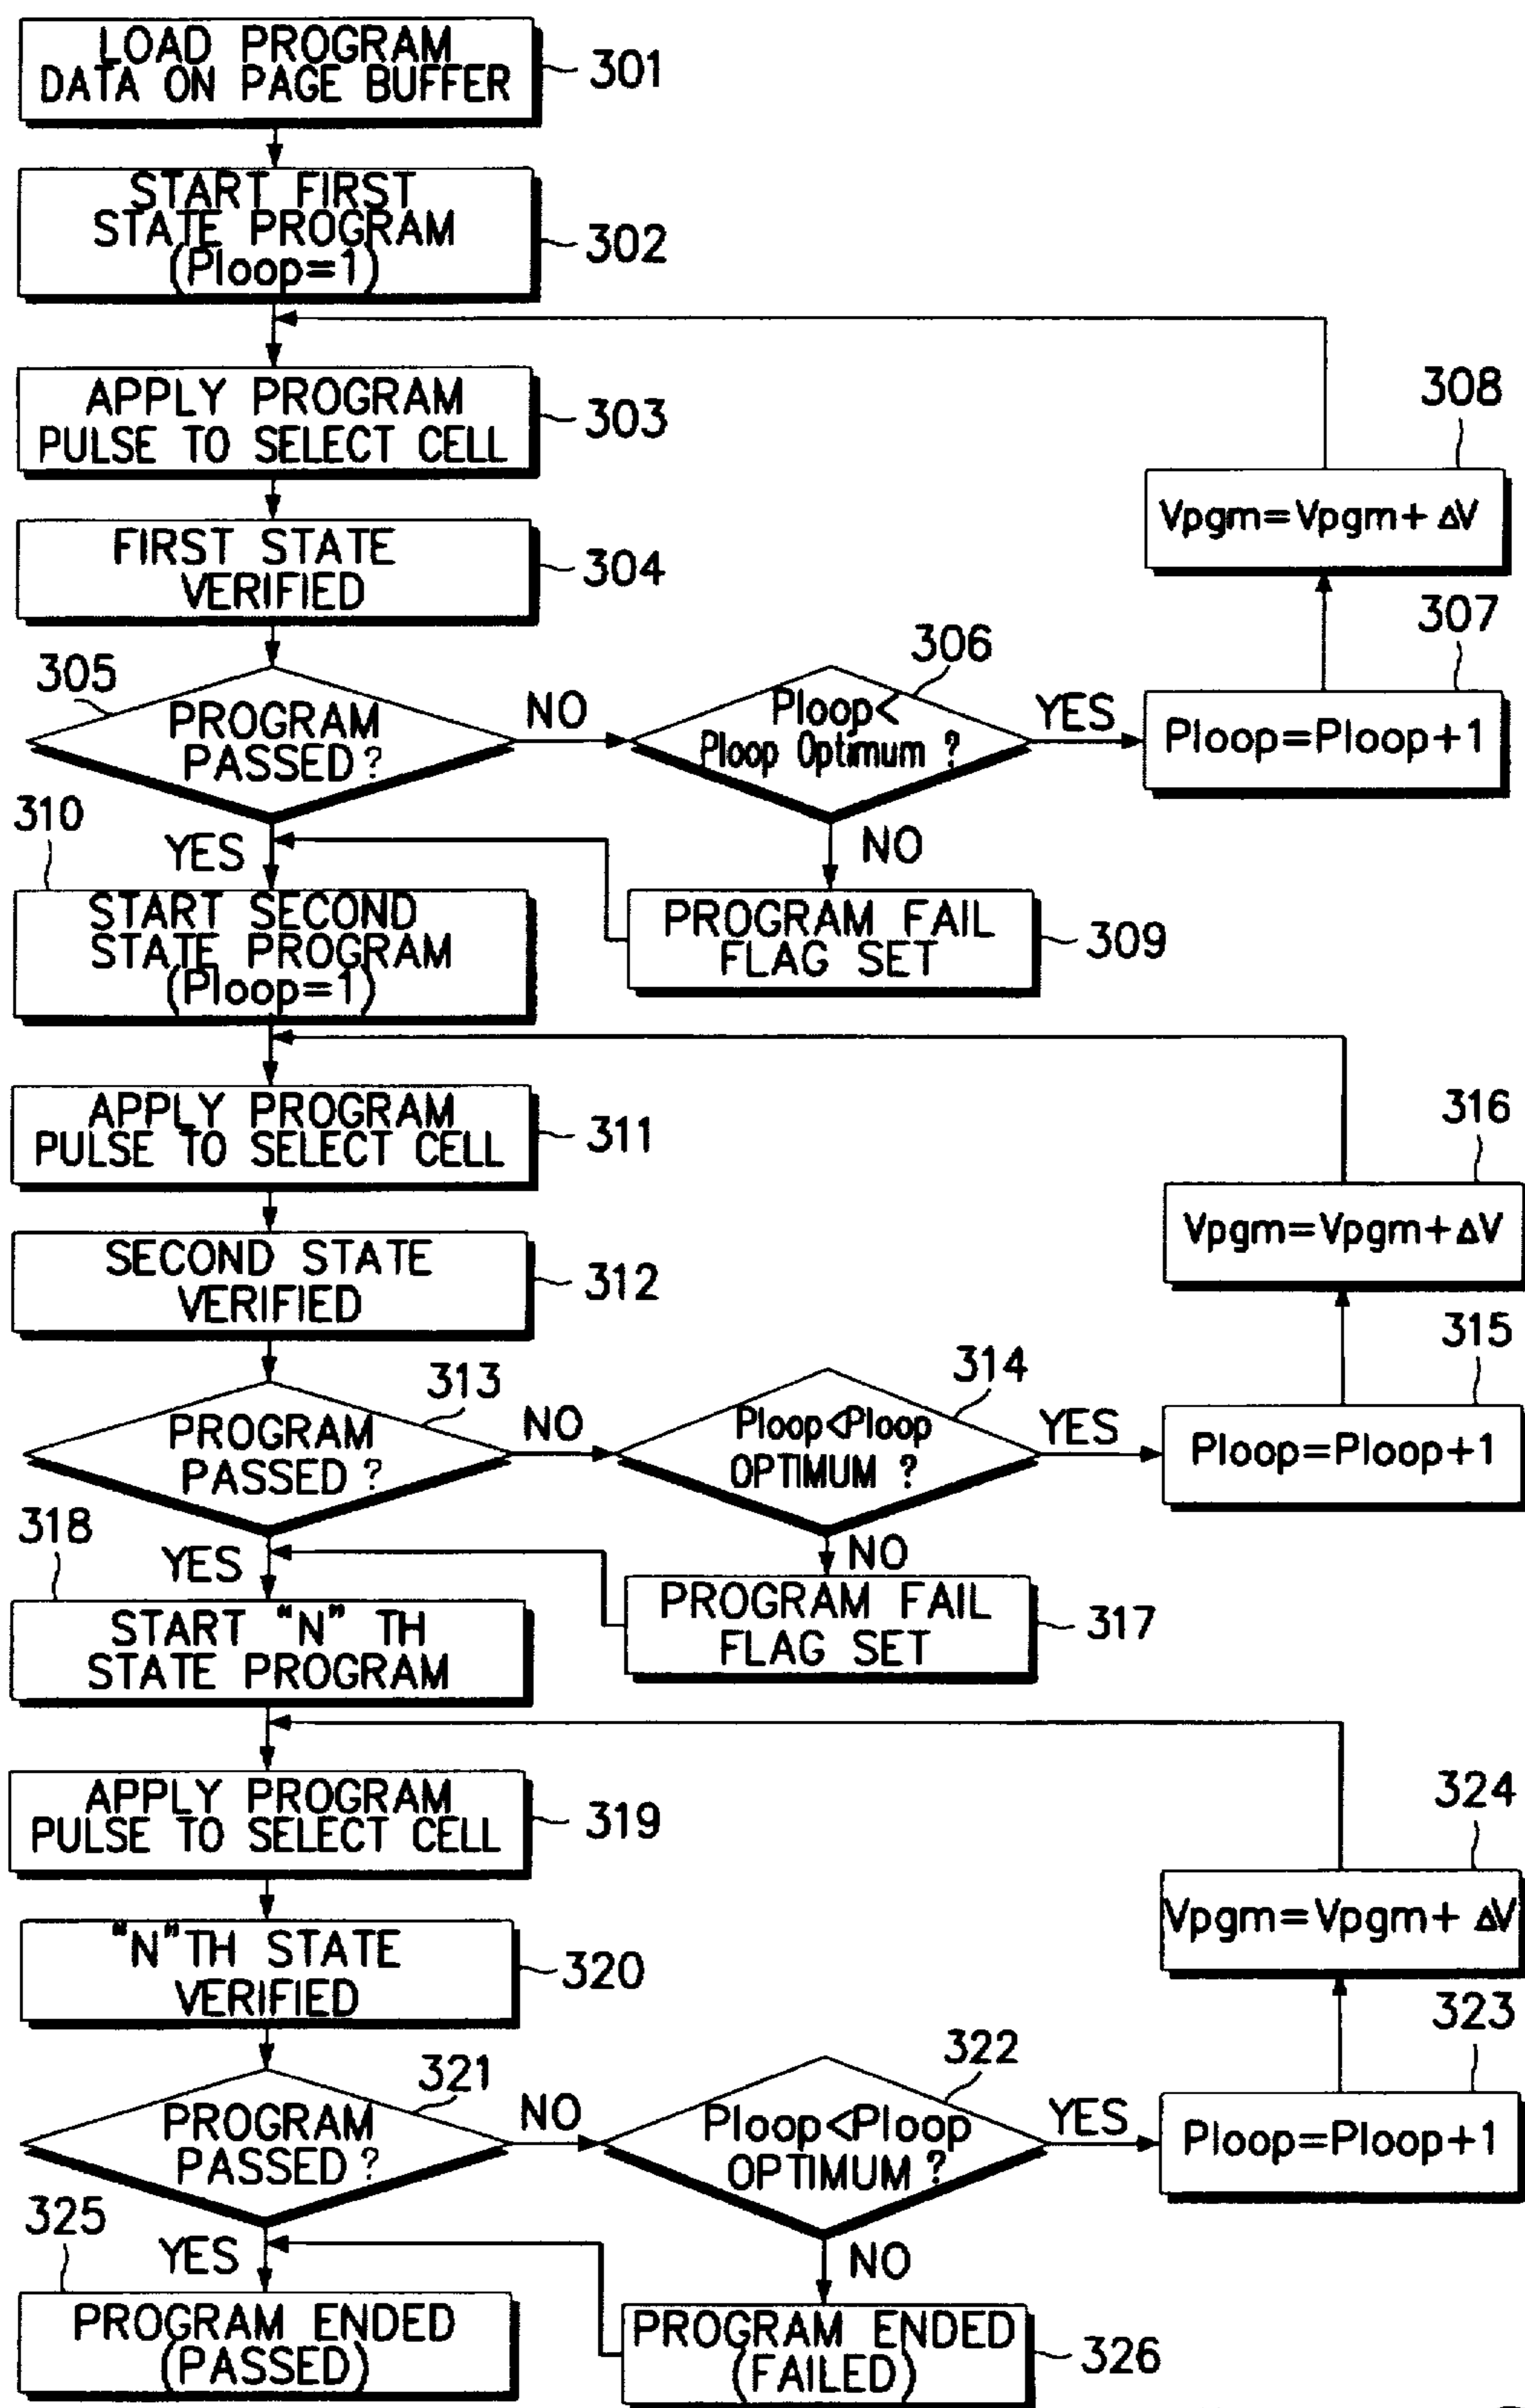 LOAD PROGRAM
DATA ON PAGE BUFFER
301
START FIRST
STATE PROGRAM
(Ploop=1)
302
APPLY PROGRAM
PULSE TO SELECT CELL
303
308
Vpgm=Vpgm+ ΔV
FIRST STATE
VERIFIED
304
307
305
PROGRAM
PASSED?
NO
306
Ploop<
Ploop Optimum ?
YES
Ploop=Ploop+1
310
YES
NO
START SECOND
STATE PROGRAM
(Ploop=1)
PROGRAM FAIL
FLAG SET
309
APPLY PROGRAM
PULSE TO SELECT CELL
311
316
Vpgm=Vpgm+ΔV
SECOND STATE
VERIFIED
312
315
313
PROGRAM
PASSED?
NO
314
Ploop<Ploop
OPTIMUM ?
YES
Ploop=Ploop+1
318
YES
NO
START "N" TH
STATE PROGRAM
PROGRAM FAIL
FLAG SET
317
APPLY PROGRAM
PULSE TO SELECT CELL
319
324
Vpgm=Vpgm+ ΔV
"N"TH STATE
VERIFIED
320
323
321
PROGRAM
PASSED?
NO
322
Ploop<Ploop
OPTIMUM ?
YES
Ploop=Ploop+1
325
YES
NO
PROGRAM ENDED
(PASSED)
PROGRAM ENDED
(FAILED)
326